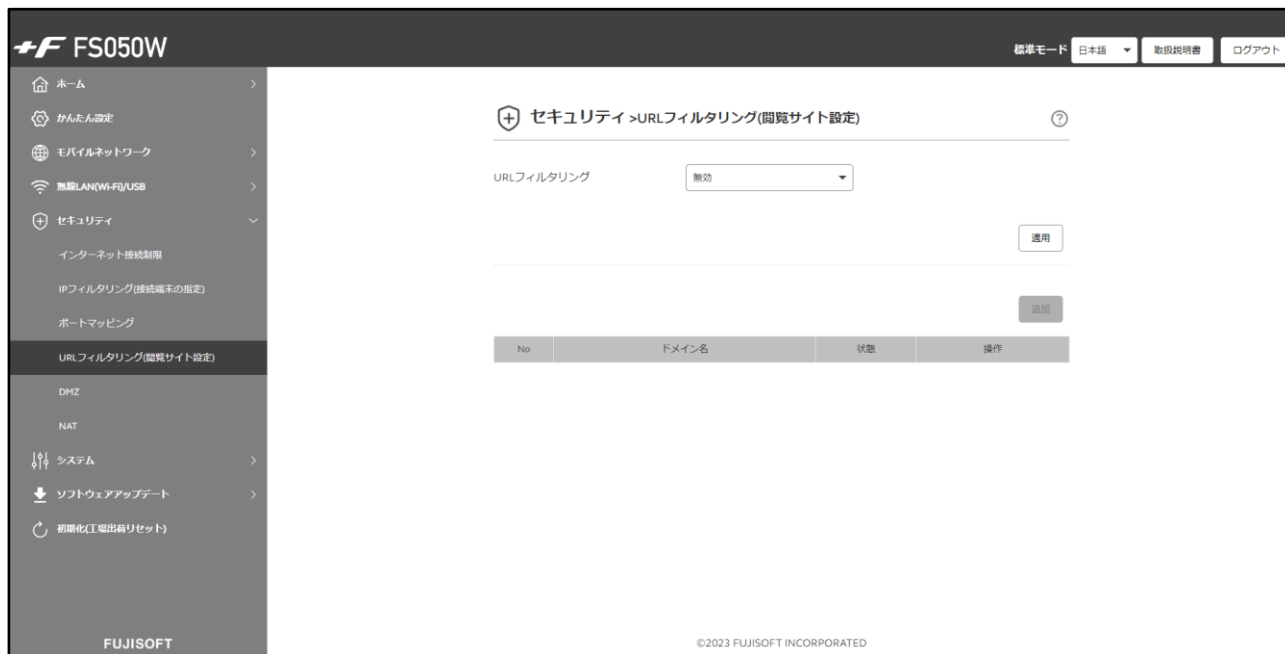 +F FS050W
標準モード 日本語 取扱説明書 ログアウト
ホーム
かんたん設定
モバイルネットワーク
無線LAN(Wi-Fi)/USB
セキュリティ
インターネット接続制限
IPフィルタリング(接続端末の指定)
ポートマッピング
URLフィルタリング(閲覧サイト設定)
DMZ
NAT
システム
ソフトウェアアップデート
初期化(工場出荷リセット)
FUJISOFT
セキュリティ >URLフィルタリング(閲覧サイト設定)
URLフィルタリング 無効
適用
追加
No ドメイン名 状態 操作
©2023 FUJISOFT INCORPORATED